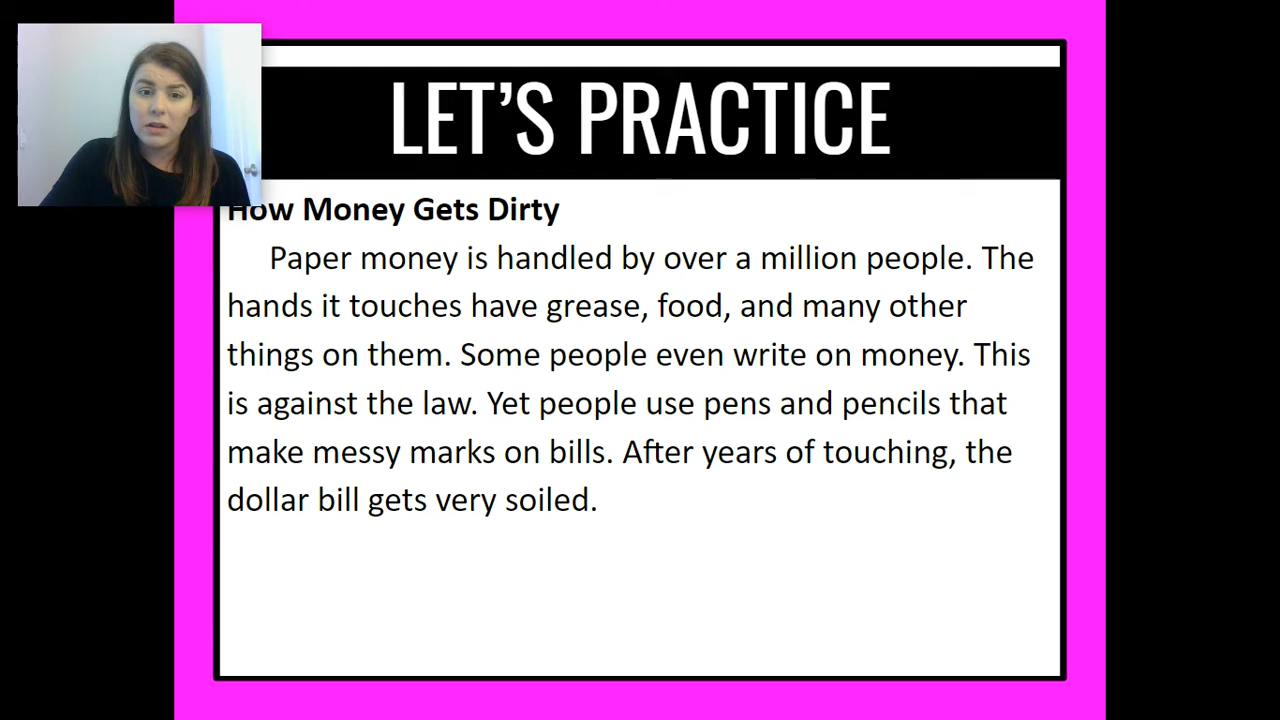 LET'S PRACTICE
How Money Gets Dirty
Paper money is handled by over a million people. The
hands it touches have grease, food, and many other
things on them. Some people even write on money. This
is against the law. Yet people use pens and pencils that
make messy marks on bills. After years of touching, the
dollar bill gets very soiled.